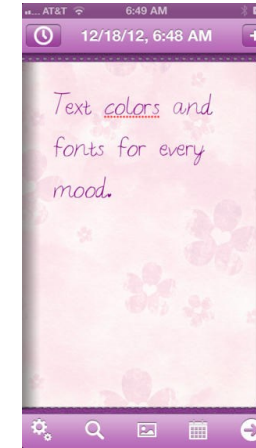 AT&T 6:49 AM
12/18/12, 6:48 AM +
Text colors and
fonts for every
mood.